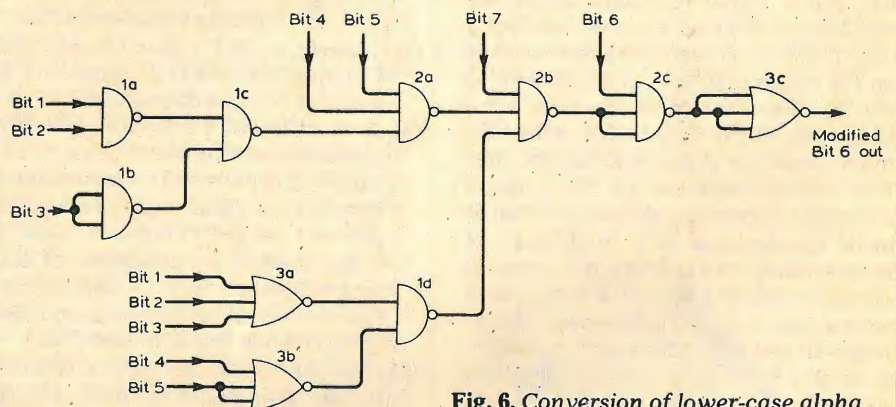 Bit 4
Bit 5
Bit 7
Bit 6
1a
1c
2a
2b
2c
3c
Bit 1
Bit 2
Modified
Bit 6 out
1b
Bit 3
Bit 1
3a
Bit 2
1d
Bit 3
3b
Bit 4
Bit 5
Fig. 6. Conversion of lower-case alpha